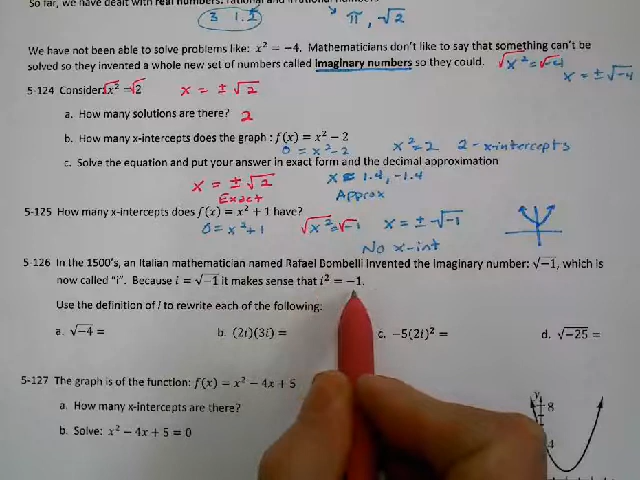 So far, we have dealt with real numbers: rational and irrational numbers
3 1.2
π, √2
We have not been able to solve problems like: x² = −4. Mathematicians don't like to say that something can't be
solved so they invented a whole new set of numbers called imaginary numbers so they could.
√x² = √-4
x = ±√-4
5-124 Consider: √x² = √2 x = ±√2
a. How many solutions are there? 2
b. How many x-intercepts does the graph : f(x) = x² − 2
0 = x²-2 x² = 2 2 - x-intercepts
c. Solve the equation and put your answer in exact form and the decimal approximation
x = ±√2 x ≈ 1.4, -1.4
Exact Approx
5-125 How many x-intercepts does f(x) = x² + 1 have?
0 = x²+1 √x² = √-1 x = ±√-1
No x-int
5-126 In the 1500's, an Italian mathematician named Rafael Bombelli invented the imaginary number: √−1, which is
now called "i". Because i = √−1 it makes sense that i² = −1.
Use the definition of i to rewrite each of the following:
a. √−4 = b. (2i)(3i) = c. −5(2i)² = d. √−25 =
5-127 The graph is of the function: f(x) = x² − 4x + 5
a. How many x-intercepts are there?
b. Solve: x² − 4x + 5 = 0
y
8
4